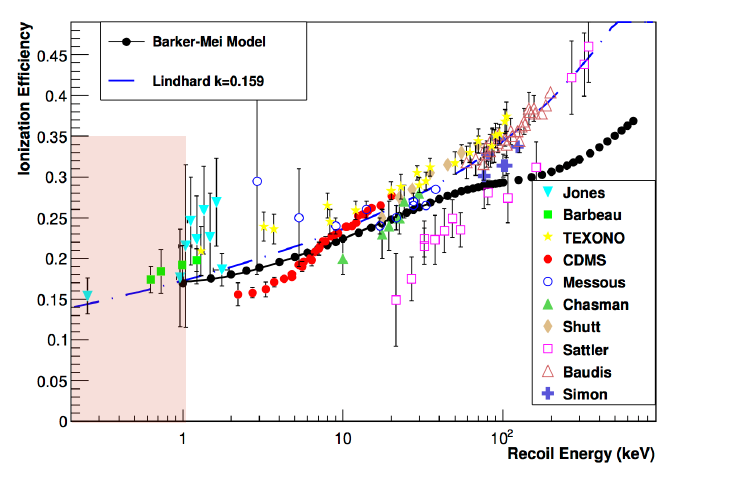 Ionization Efficiency
Barker-Mei Model
Lindhard k=0.159
0.45
0.4
0.35
0.3
0.25
0.2
0.15
0.1
0.05
0
Jones
Barbeau
TEXONO
CDMS
Messous
Chasman
Shutt
Sattler
Baudis
Simon
1
10
10²
Recoil Energy (keV)